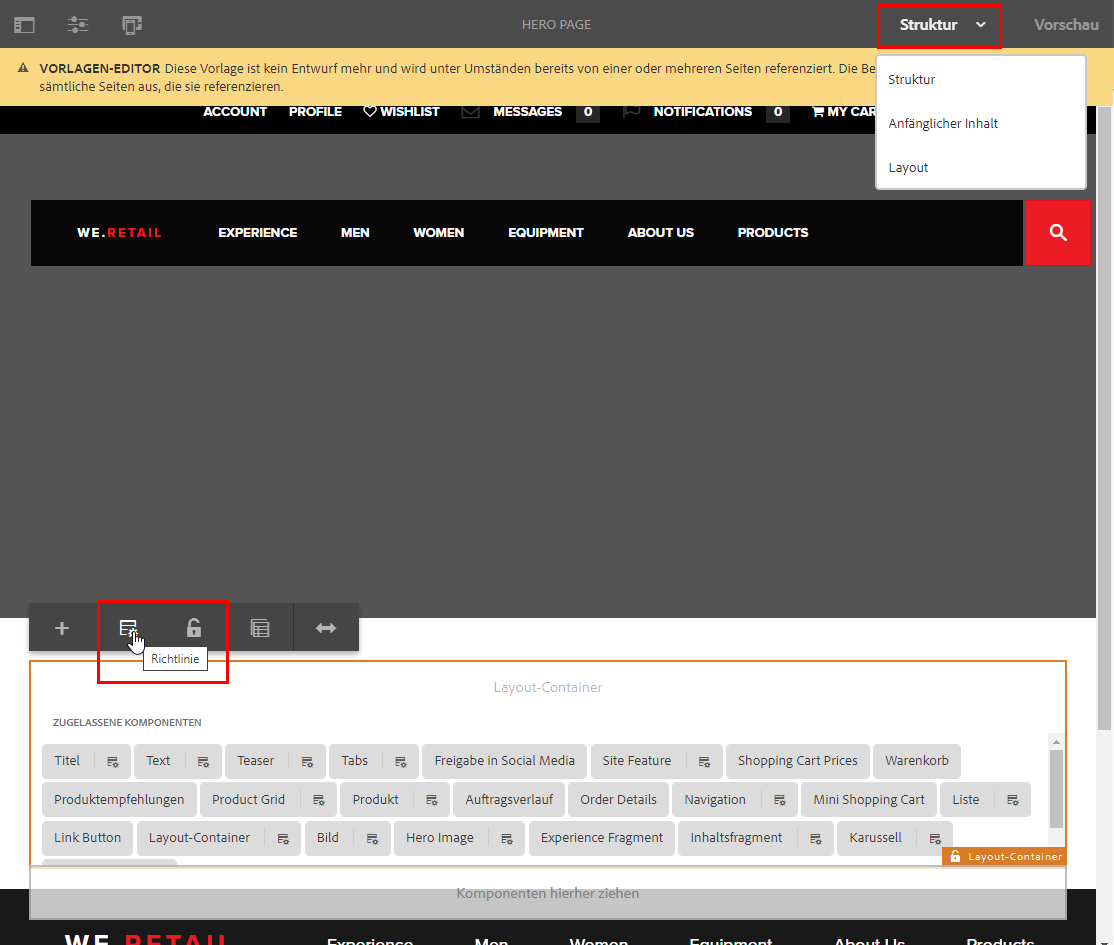 HERO PAGE
Struktur
Vorschau
VORLAGEN-EDITOR Diese Vorlage ist kein Entwurf mehr und wird unter Umständen bereits von einer oder mehreren Seiten referenziert. Die Be
sämtliche Seiten aus, die sie referenzieren.
Struktur
Anfänglicher Inhalt
Layout
ACCOUNT PROFILE WISHLIST MESSAGES 0 NOTIFICATIONS 0 MY CAR
WE.RETAIL EXPERIENCE MEN WOMEN EQUIPMENT ABOUT US PRODUCTS
Richtlinie
Layout-Container
ZUGELASSENE KOMPONENTEN
Titel Text Teaser Tabs Freigabe in Social Media Site Feature Shopping Cart Prices Warenkorb
Produktempfehlungen Product Grid Produkt Auftragsverlauf Order Details Navigation Mini Shopping Cart Liste
Link Button Layout-Container Bild Hero Image Experience Fragment Inhaltsfragment Karussell
Layout-Container
Komponenten hierher ziehen
WE.RETAIL Experience Men Women Equipment About Us Products